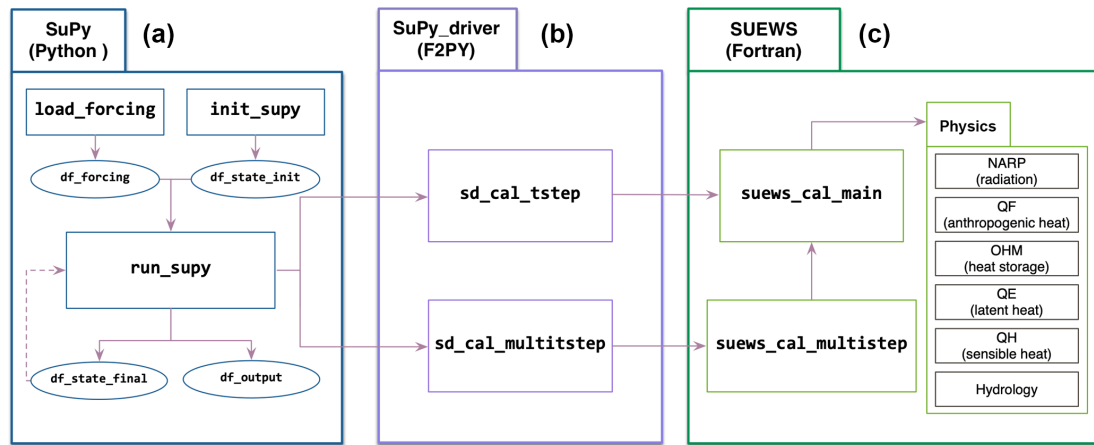 SuPy
(Python )
(a)
load_forcing
init_supy
df_forcing
df_state_init
run_supy
df_state_final
df_output
SuPy_driver
(F2PY)
(b)
sd_cal_tstep
sd_cal_multitstep
SUEWS
(Fortran)
(c)
suews_cal_main
suews_cal_multistep
Physics
NARP
(radiation)
QF
(anthropogenic heat)
OHM
(heat storage)
QE
(latent heat)
QH
(sensible heat)
Hydrology